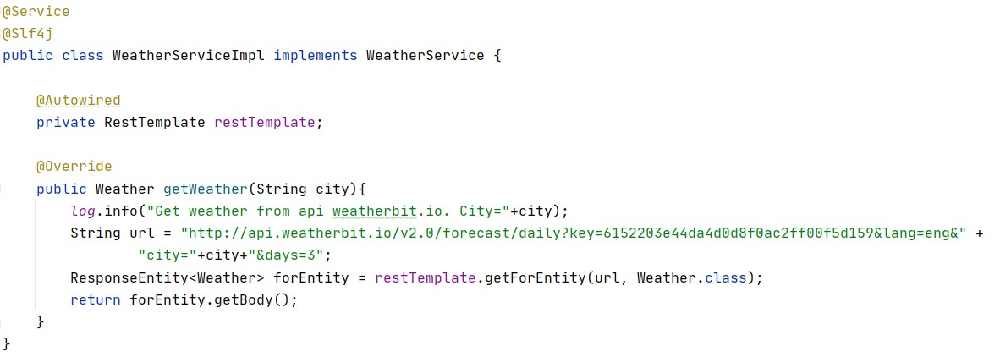 @Service
@Slf4j
public class WeatherServiceImpl implements WeatherService {
@Autowired
private RestTemplate restTemplate;
@Override
public Weather getWeather(String city){
log.info("Get weather from api weatherbit.io. City="+city);
String url = "http://api.weatherbit.io/v2.0/forecast/daily?key=6152203e44da4d0d8f0ac2ff00f5d159&lang=eng&" +
"city="+city+"&days=3";
ResponseEntity<Weather> forEntity = restTemplate.getForEntity(url, Weather.class);
return forEntity.getBody();
}
}